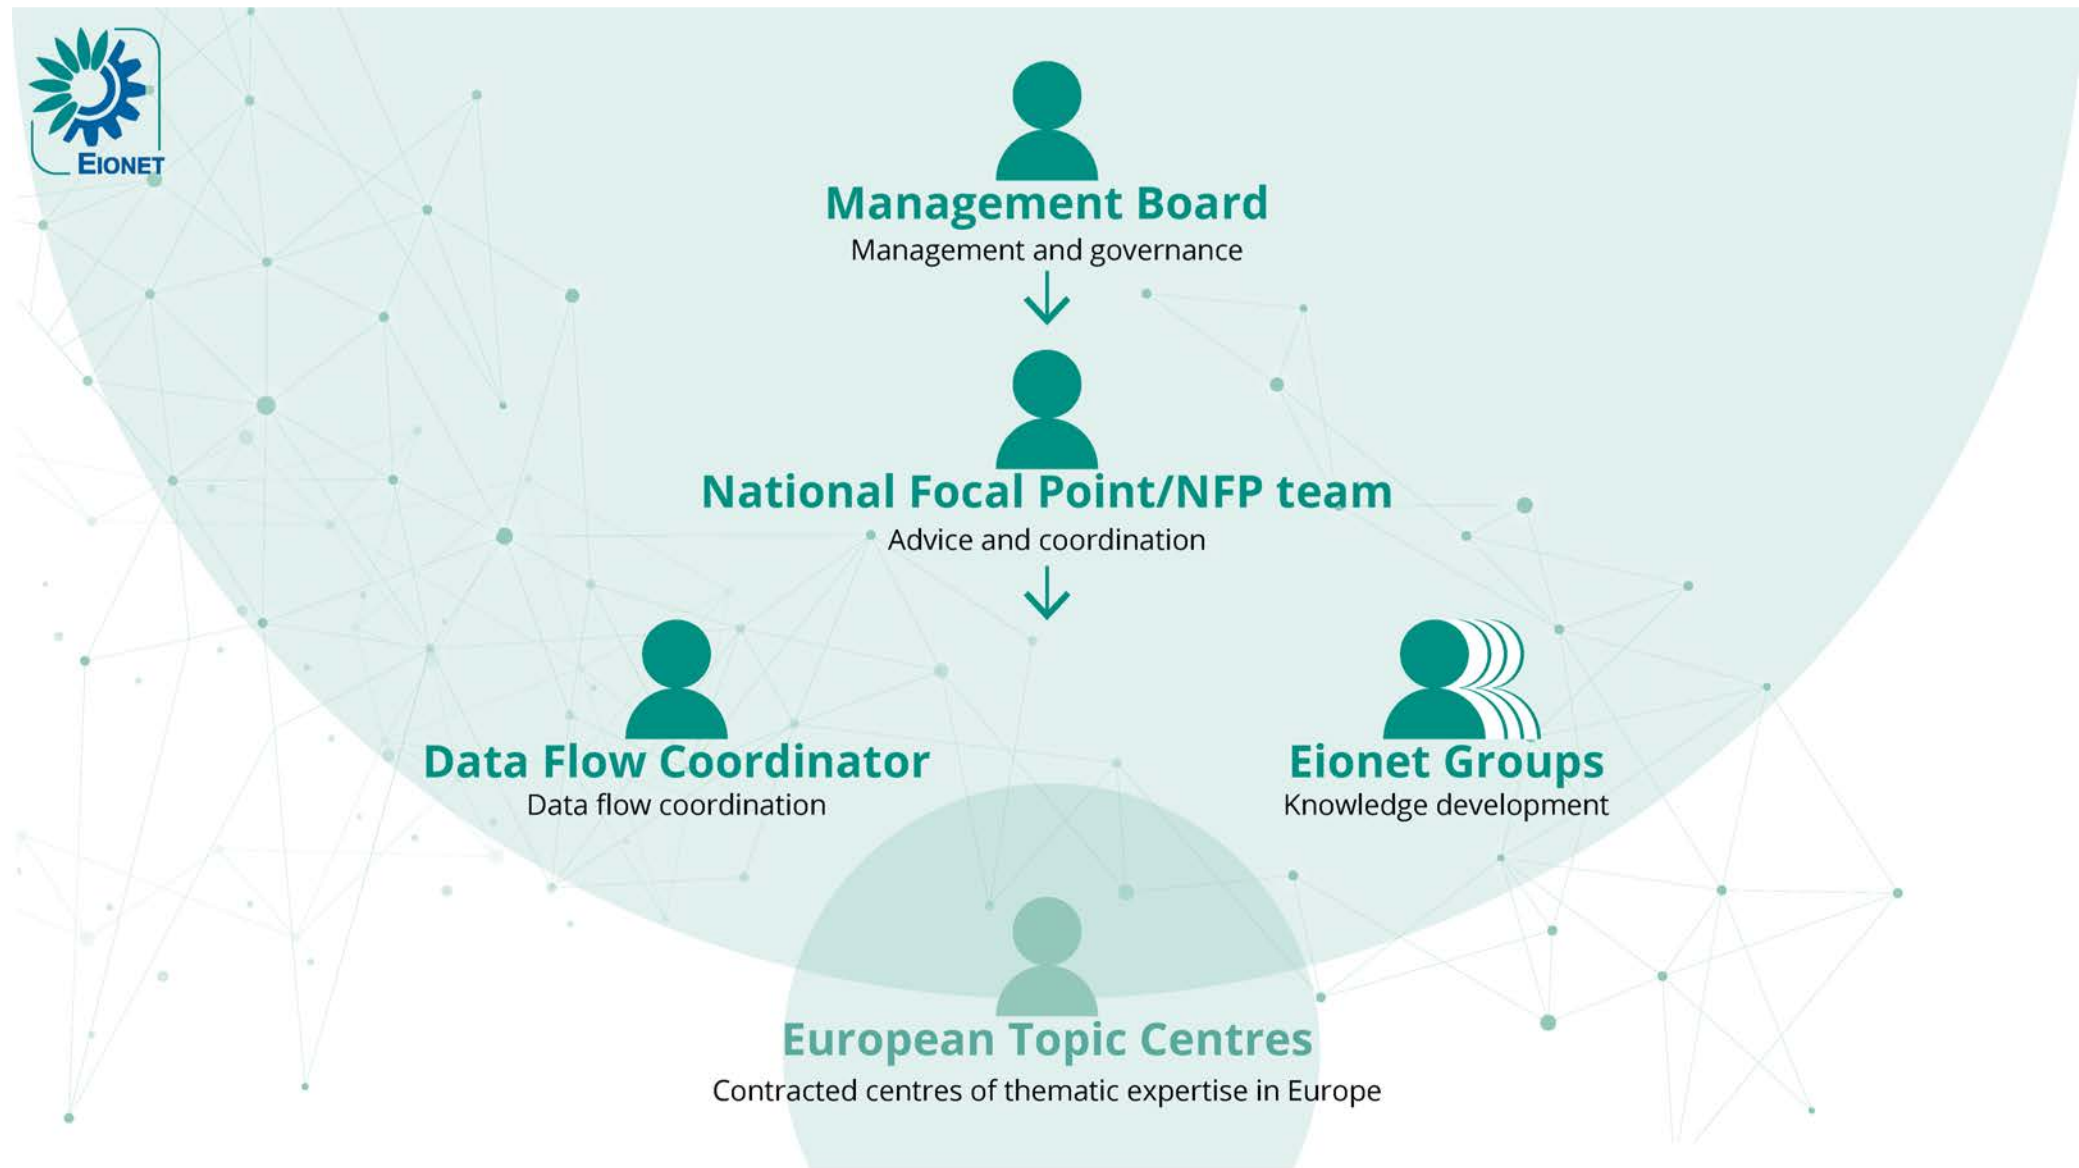 EIONET
Management Board
Management and governance
National Focal Point/NFP team
Advice and coordination
Data Flow Coordinator
Data flow coordination
Eionet Groups
Knowledge development
European Topic Centres
Contracted centres of thematic expertise in Europe